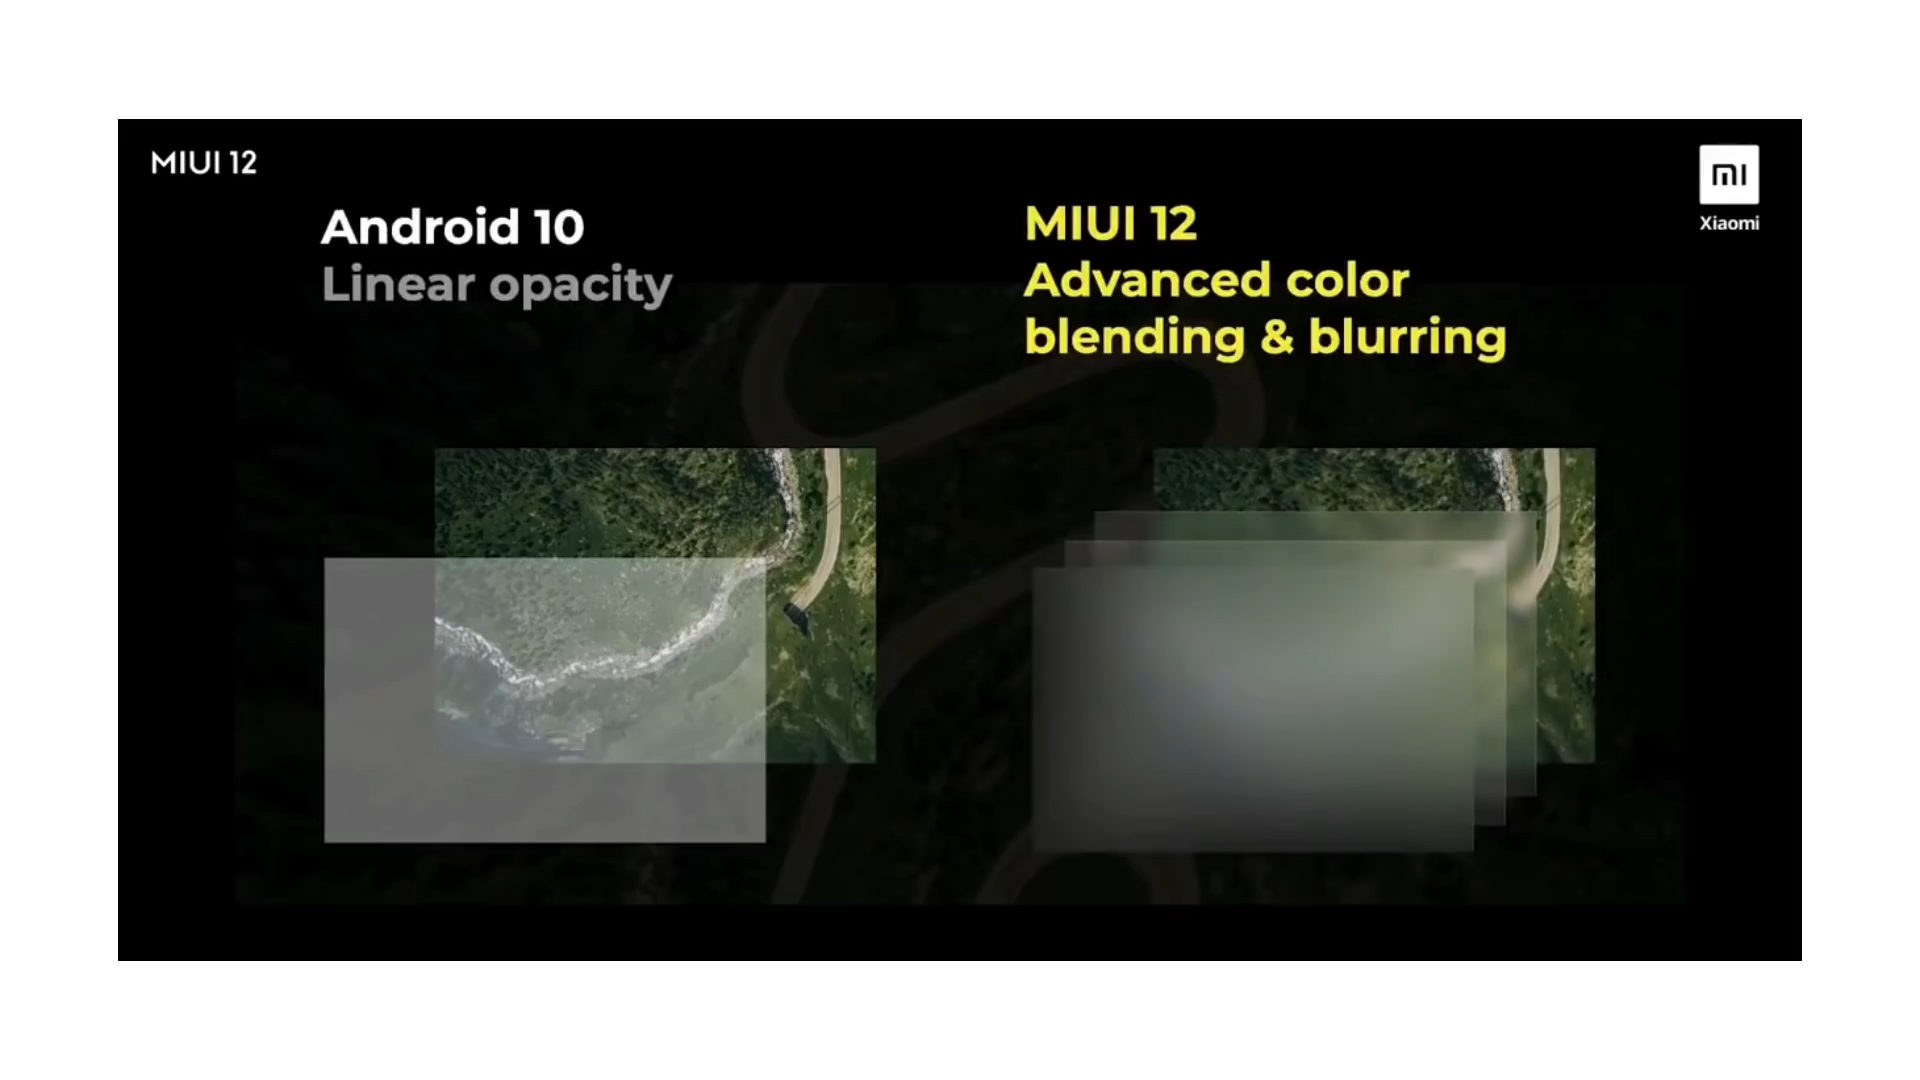 MIUI 12
mi
Xiaomi
Android 10
Linear opacity
MIUI 12
Advanced color
blending & blurring